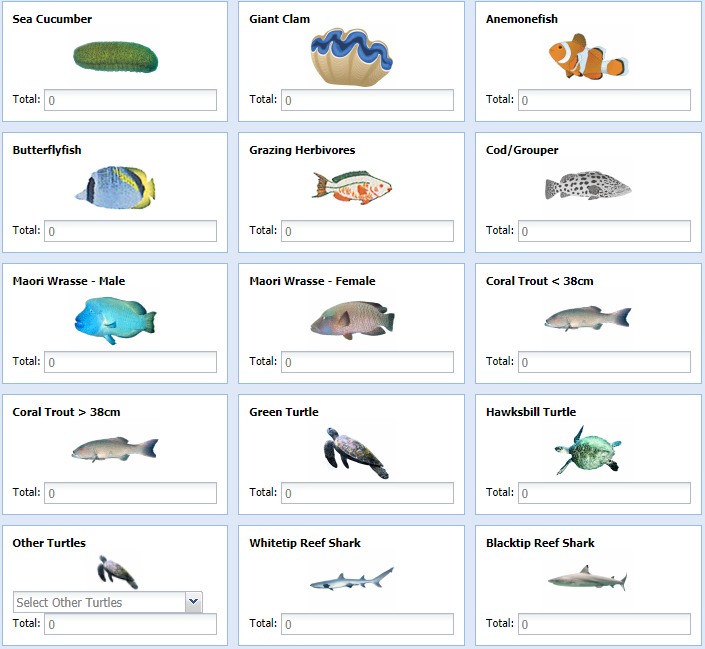 Sea Cucumber
Total: 0
Giant Clam
Total: 0
Anemonefish
Total: 0
Butterflyfish
Total: 0
Grazing Herbivores
Total: 0
Cod/Grouper
Total: 0
Maori Wrasse - Male
Total: 0
Maori Wrasse - Female
Total: 0
Coral Trout < 38cm
Total: 0
Coral Trout > 38cm
Total: 0
Green Turtle
Total: 0
Hawksbill Turtle
Total: 0
Other Turtles
Select Other Turtles
Total: 0
Whitetip Reef Shark
Total: 0
Blacktip Reef Shark
Total: 0